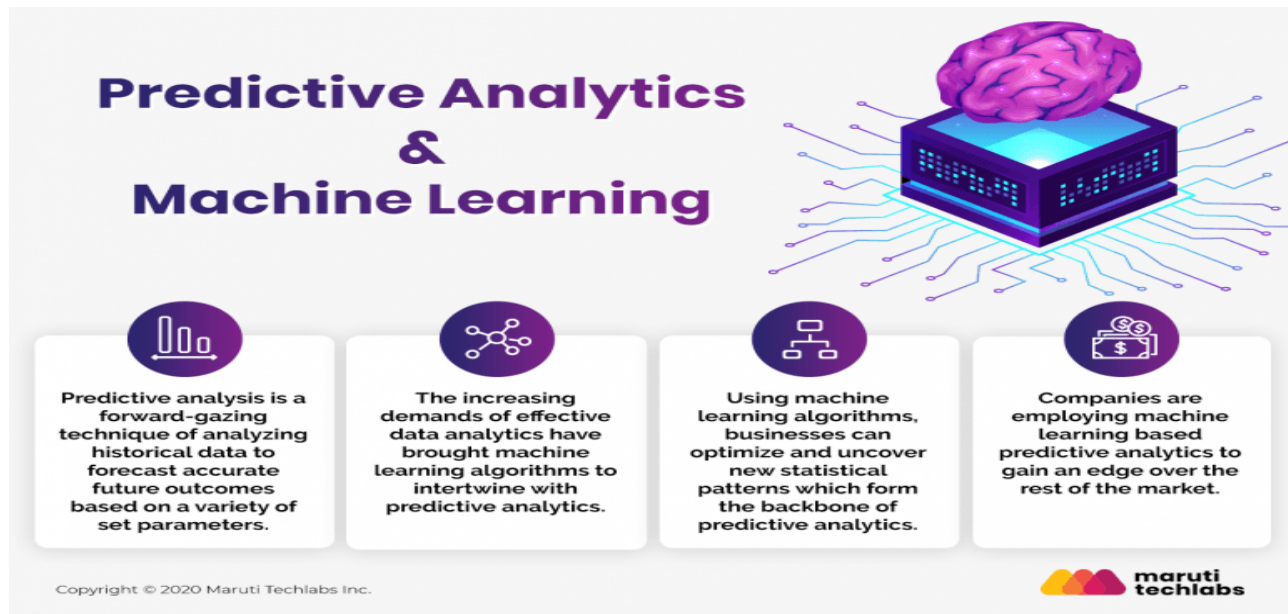 Predictive Analytics
&
Machine Learning
Predictive analysis is a
forward-gazing
technique of analyzing
historical data to
forecast accurate
future outcomes
based on a variety of
set parameters.
The increasing
demands of effective
data analytics have
brought machine
learning algorithms to
intertwine with
predictive analytics.
Using machine
learning algorithms,
businesses can
optimize and uncover
new statistical
patterns which form
the backbone of
predictive analytics.
Companies are
employing machine
learning based
predictive analytics to
gain an edge over the
rest of the market.
Copyright © 2020 Maruti Techlabs Inc.
maruti
techlabs